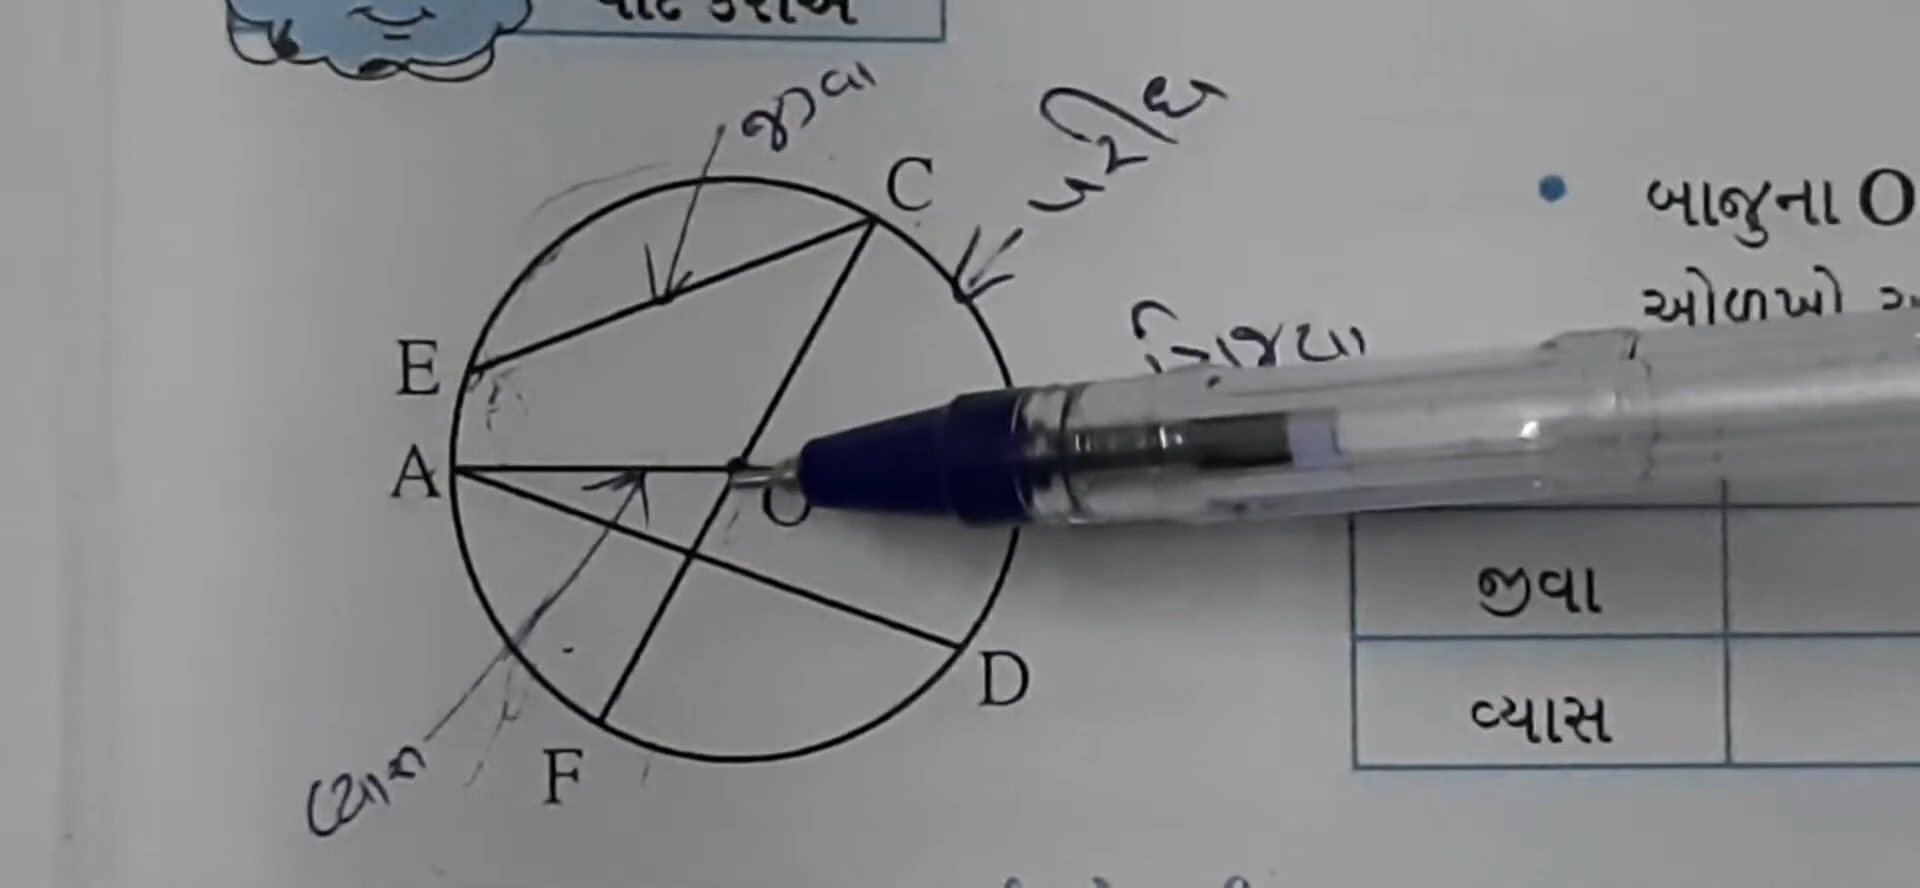 જીવા
પરીઘ
C
બાજુના O
ઓળખો
ત્રિજ્યા
E
A
O
જીવા
D
વ્યાસ
F
વ્યાસ